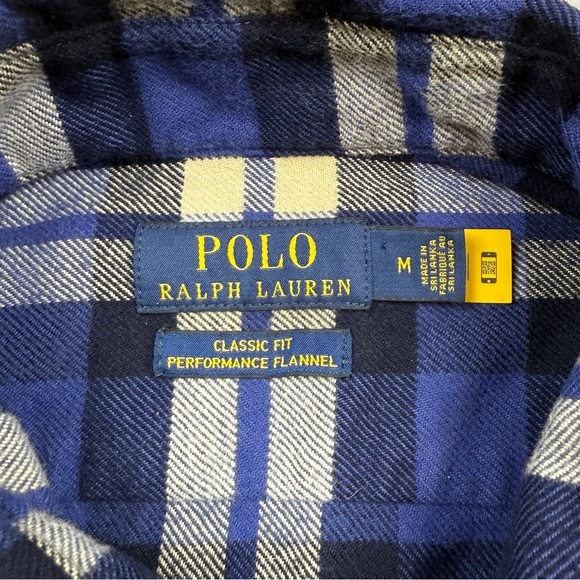 POLO
RALPH LAUREN
M
MADE IN
SRI LANKA
FABRIQUÉ AU
SRI LANKA
CLASSIC FIT
PERFORMANCE FLANNEL